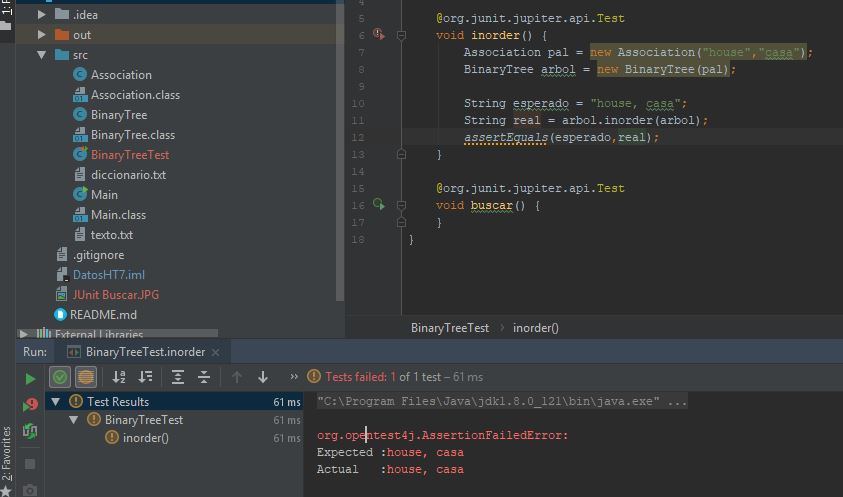 1: P
.idea
out
src
Association
Association.class
BinaryTree
BinaryTree.class
BinaryTreeTest
diccionario.txt
Main
Main.class
texto.txt
.gitignore
DatosHT7.iml
JUnit Buscar.JPG
README.md
External Libraries
4
5 @org.junit.jupiter.api.Test
6 void inorder() {
7 Association pal = new Association("house","casa");
8 BinaryTree arbol = new BinaryTree(pal);
9
10 String esperado = "house, casa";
11 String real = arbol.inorder(arbol);
12 assertEquals(esperado,real);
13 }
14
15 @org.junit.jupiter.api.Test
16 void buscar() {
17 }
18 }
BinaryTreeTest › inorder()
Run: BinaryTreeTest.inorder ×
» Tests failed: 1 of 1 test – 61 ms
Test Results 61 ms
BinaryTreeTest 61 ms
inorder() 61 ms
"C:\Program Files\Java\jdk1.8.0_121\bin\java.exe" ...
org.opentest4j.AssertionFailedError:
Expected :house, casa
Actual :house, casa
2: Favorites